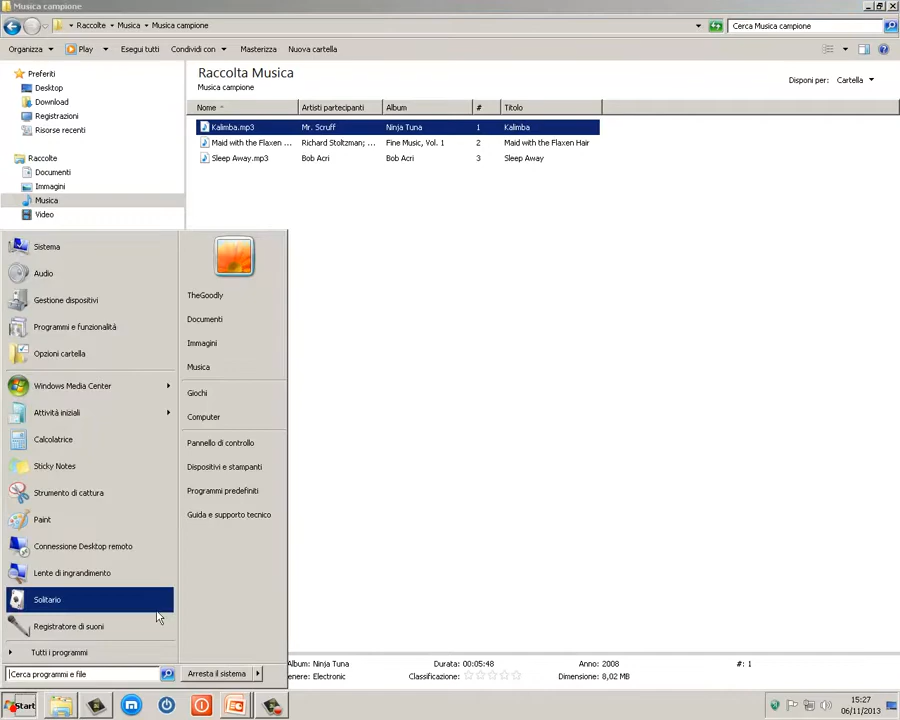 Musica campione
Raccolte ▸ Musica ▸ Musica campione
Cerca Musica campione
Organizza Play Esegui tutti Condividi con Masterizza Nuova cartella
Preferiti
Desktop
Download
Registrazioni
Risorse recenti
Raccolte
Documenti
Immagini
Musica
Video
Raccolta Musica
Musica campione
Disponi per: Cartella
Nome Artisti partecipanti Album # Titolo
Kalimba.mp3 Mr. Scruff Ninja Tuna 1 Kalimba
Maid with the Flaxen ... Richard Stoltzman; ... Fine Music, Vol. 1 2 Maid with the Flaxen Hair
Sleep Away.mp3 Bob Acri Bob Acri 3 Sleep Away
Sistema
Audio
Gestione dispositivi
Programmi e funzionalità
Opzioni cartella
Windows Media Center
Attività iniziali
Calcolatrice
Sticky Notes
Strumento di cattura
Paint
Connessione Desktop remoto
Lente di ingrandimento
Solitario
Registratore di suoni
Tutti i programmi
Cerca programmi e file
TheGoodly
Documenti
Immagini
Musica
Giochi
Computer
Pannello di controllo
Dispositivi e stampanti
Programmi predefiniti
Guida e supporto tecnico
Arresta il sistema
Album: Ninja Tuna Durata: 00:05:48 Anno: 2008 #: 1
enere: Electronic Classificazione: Dimensione: 8,02 MB
Start
15:27
06/11/2013